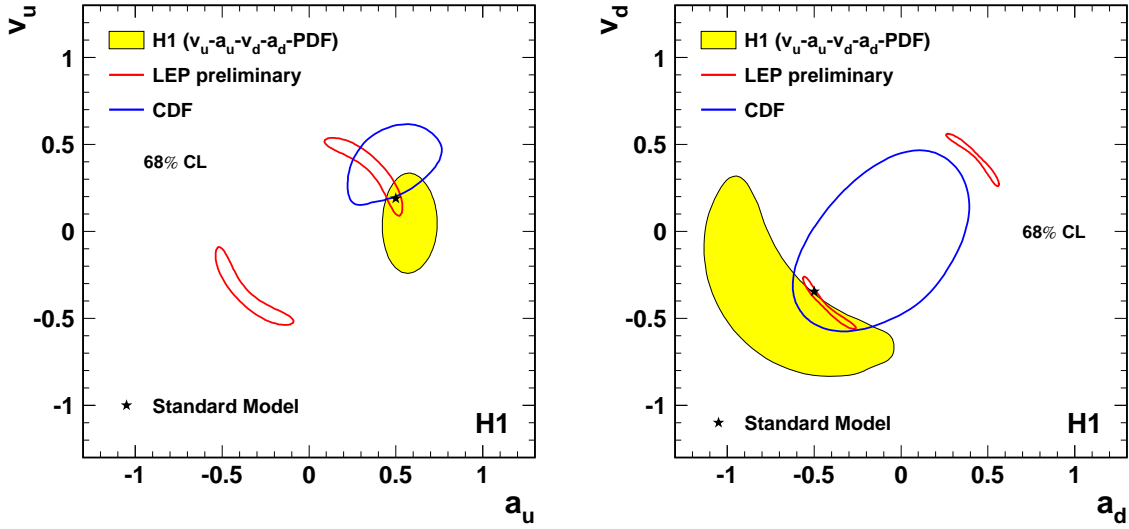 v_u
H1 (v_u-a_u-v_d-a_d-PDF)
LEP preliminary
CDF
68% CL
1
0.5
0
-0.5
-1
Standard Model
H1
-1 -0.5 0 0.5 1
a_u
v_d
H1 (v_u-a_u-v_d-a_d-PDF)
LEP preliminary
CDF
68% CL
1
0.5
0
-0.5
-1
Standard Model
H1
-1 -0.5 0 0.5 1
a_d